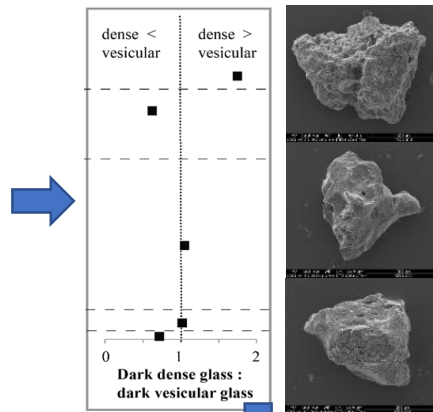 dense <
vesicular
dense >
vesicular
0
1
2
Dark dense glass :
dark vesicular glass